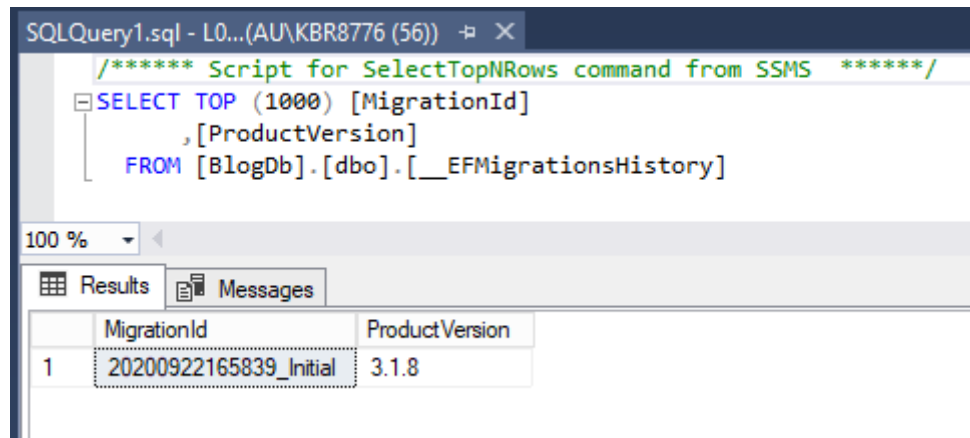 SQLQuery1.sql - L0...(AU\KBR8776 (56))
/****** Script for SelectTopNRows command from SSMS  ******/
SELECT TOP (1000) [MigrationId]
      ,[ProductVersion]
  FROM [BlogDb].[dbo].[__EFMigrationsHistory]
100 %
Results Messages
MigrationId ProductVersion
1 20200922165839_Initial 3.1.8